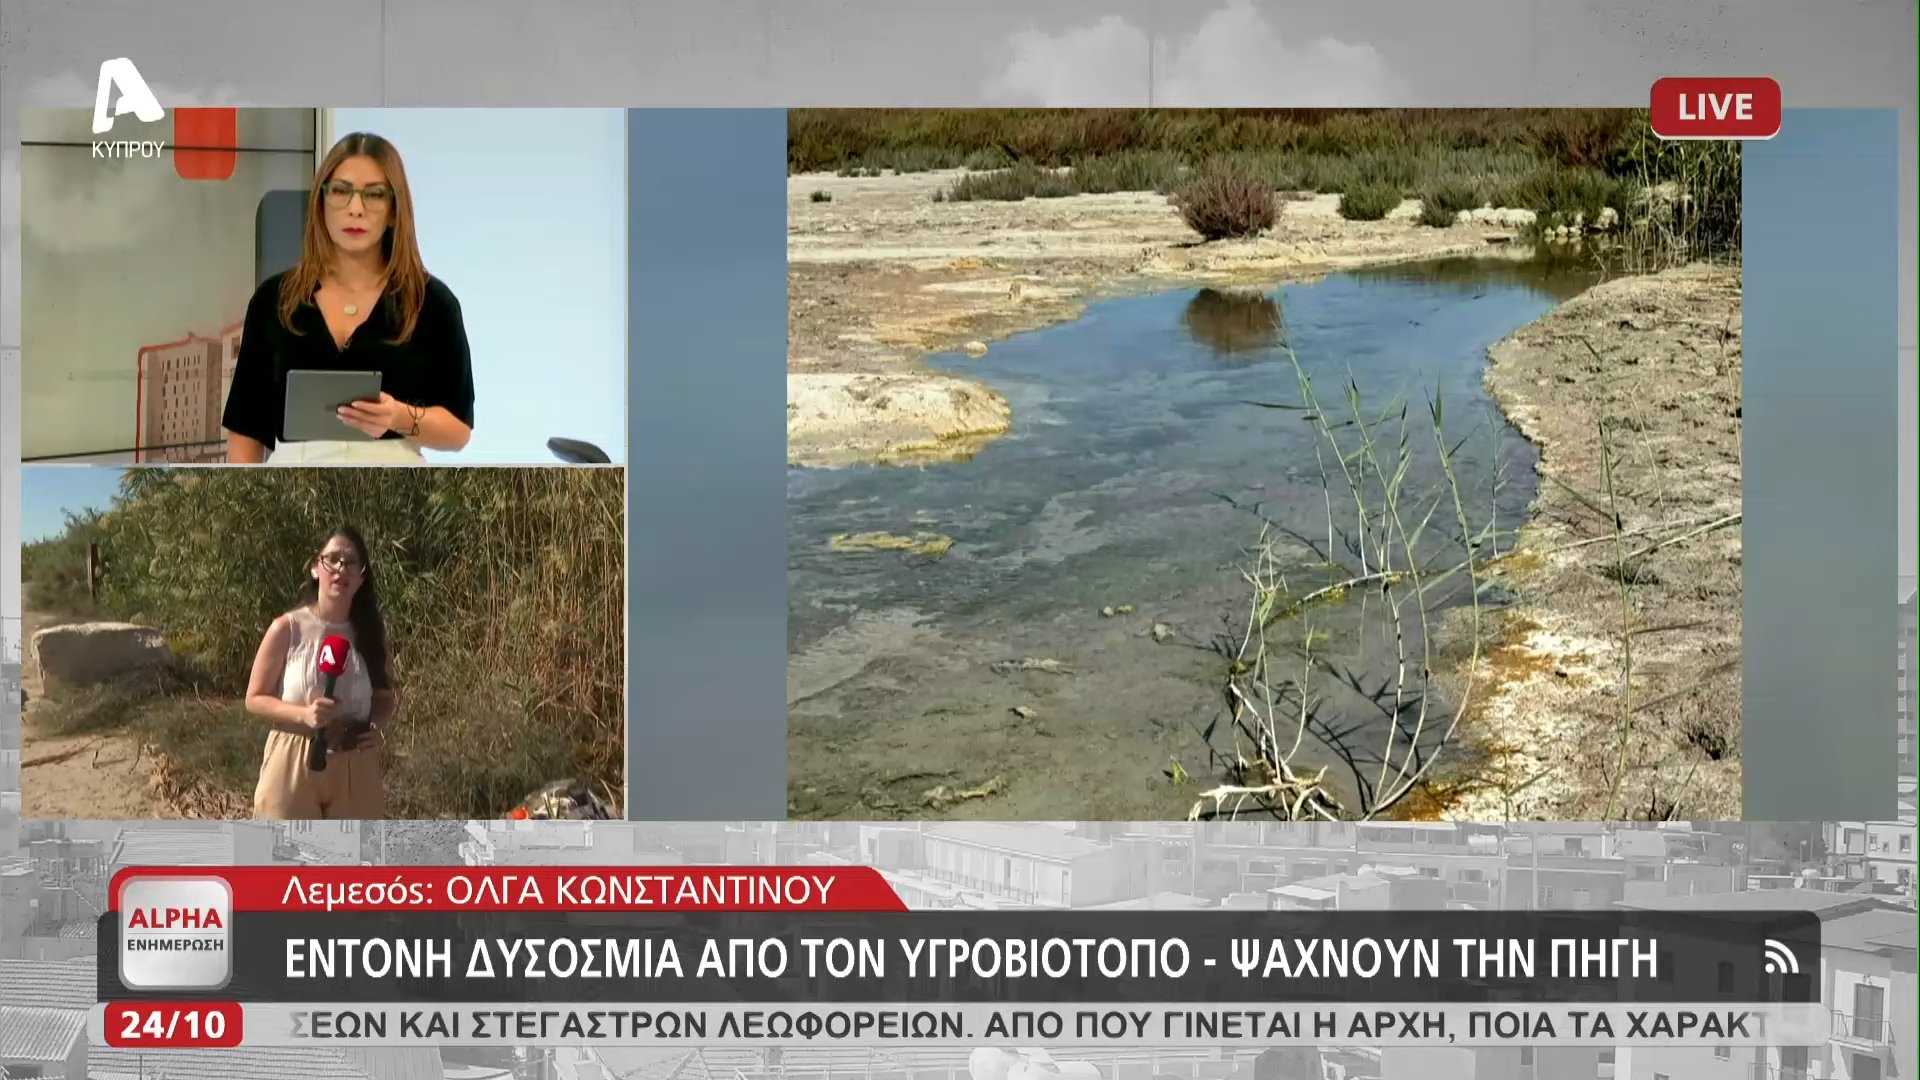 ΚΥΠΡΟΥ
LIVE
Λεμεσός: ΟΛΓΑ ΚΩΝΣΤΑΝΤΙΝΟΥ
ALPHA
ΕΝΗΜΕΡΩΣΗ
ΕΝΤΟΝΗ ΔΥΣΟΣΜΙΑ ΑΠΟ ΤΟΝ ΥΓΡΟΒΙΟΤΟΠΟ - ΨΑΧΝΟΥΝ ΤΗΝ ΠΗΓΗ
24/10
ΣΕΩΝ ΚΑΙ ΣΤΕΓΑΣΤΡΩΝ ΛΕΩΦΟΡΕΙΩΝ. ΑΠΟ ΠΟΥ ΓΙΝΕΤΑΙ Η ΑΡΧΗ, ΠΟΙΑ ΤΑ ΧΑΡΑΚΤ